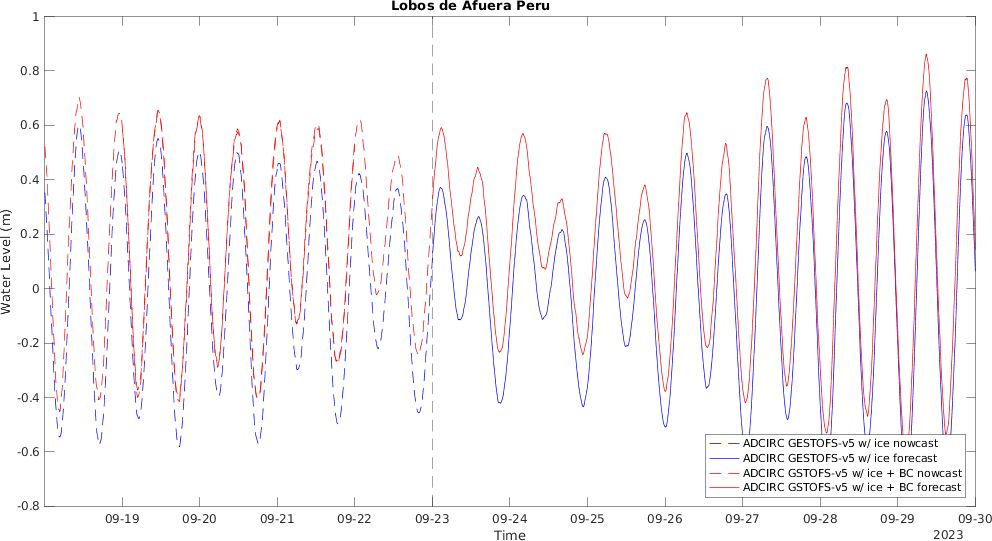 Lobos de Afuera Peru
1
0.8
0.6
0.4
0.2
0
-0.2
-0.4
-0.6
-0.8
Water Level (m)
ADCIRC GESTOFS-v5 w/ ice nowcast
ADCIRC GESTOFS-v5 w/ ice forecast
ADCIRC GSTOFS-v5 w/ ice + BC nowcast
ADCIRC GSTOFS-v5 w/ ice + BC forecast
09-19 09-20 09-21 09-22 09-23 09-24 09-25 09-26 09-27 09-28 09-29 09-30
Time
2023